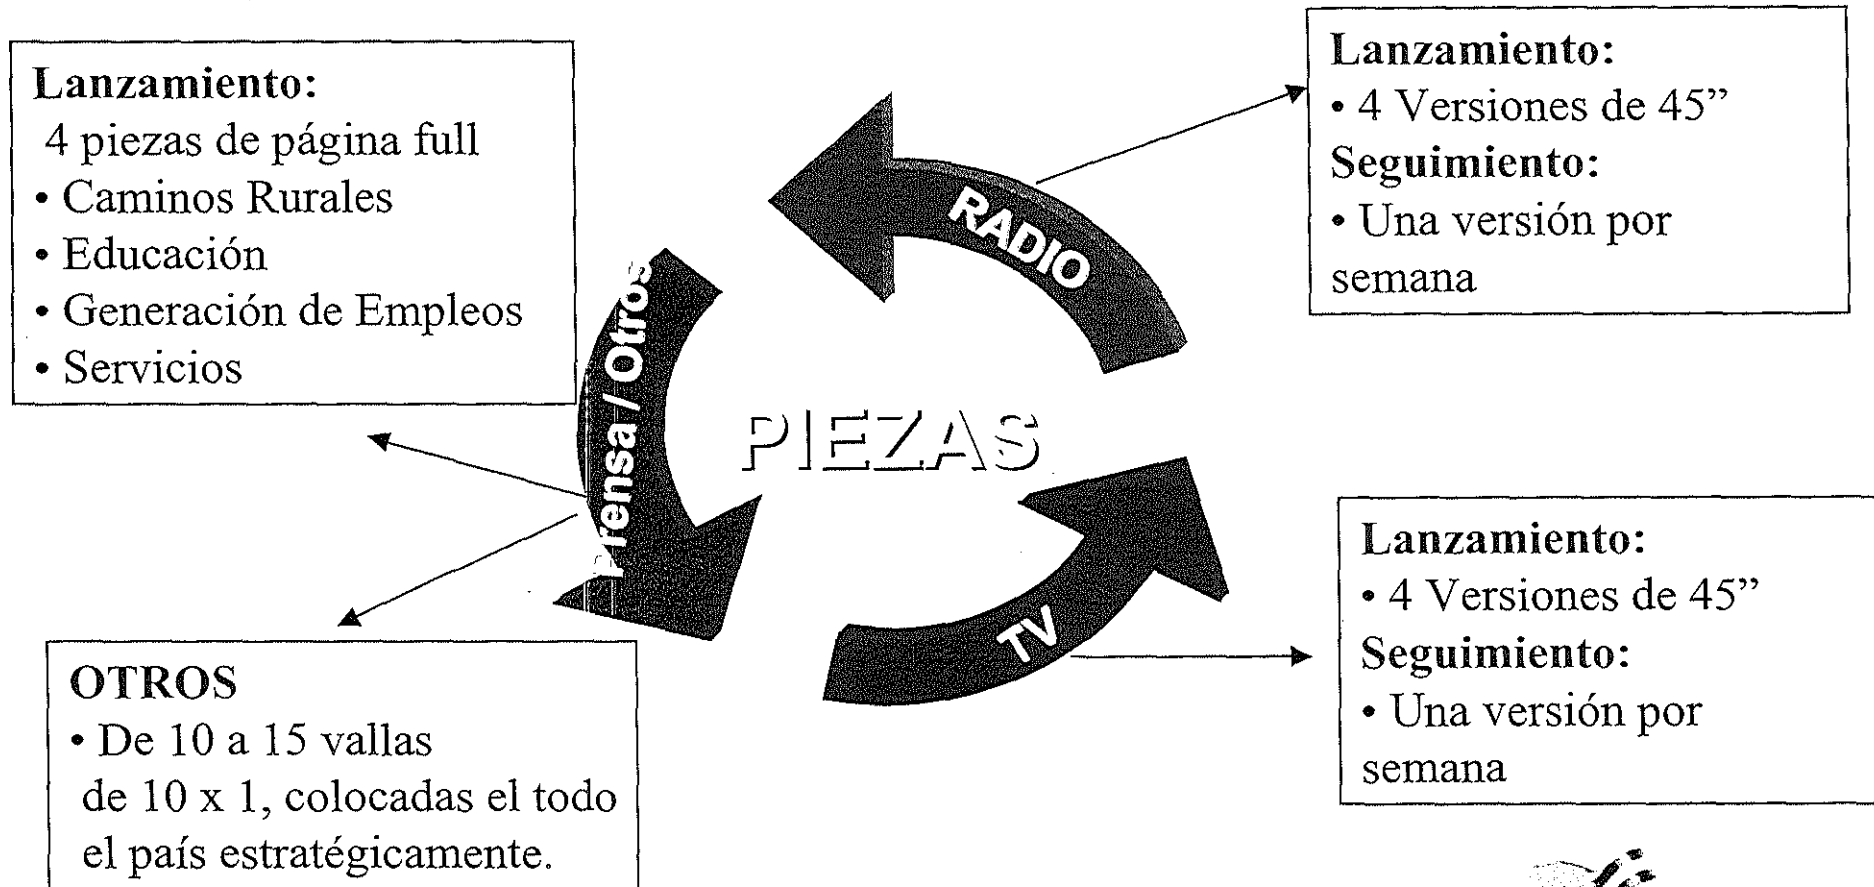 Lanzamiento:
4 piezas de página full
• Caminos Rurales
• Educación
• Generación de Empleos
• Servicios
Lanzamiento:
• 4 Versiones de 45”
Seguimiento:
• Una versión por
semana
RADIO
Prensa / Otros
PIEZAS
TV
Lanzamiento:
• 4 Versiones de 45”
Seguimiento:
• Una versión por
semana
OTROS
• De 10 a 15 vallas
de 10 x 1, colocadas el todo
el país estratégicamente.